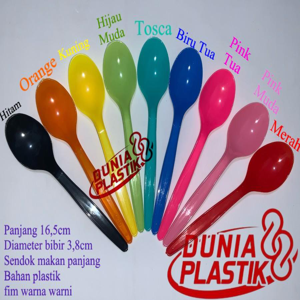 Hitam
Orange
Kuning
Hijau
Muda
Tosca
Biru Tua
Pink
Tua
Pink
Muda
Merah
DUNIA
PLASTIK
Panjang 16,5cm
Diameter bibir 3,8cm
Sendok makan panjang
Bahan plastik
fim warna warni
DUNIA
PLASTIK